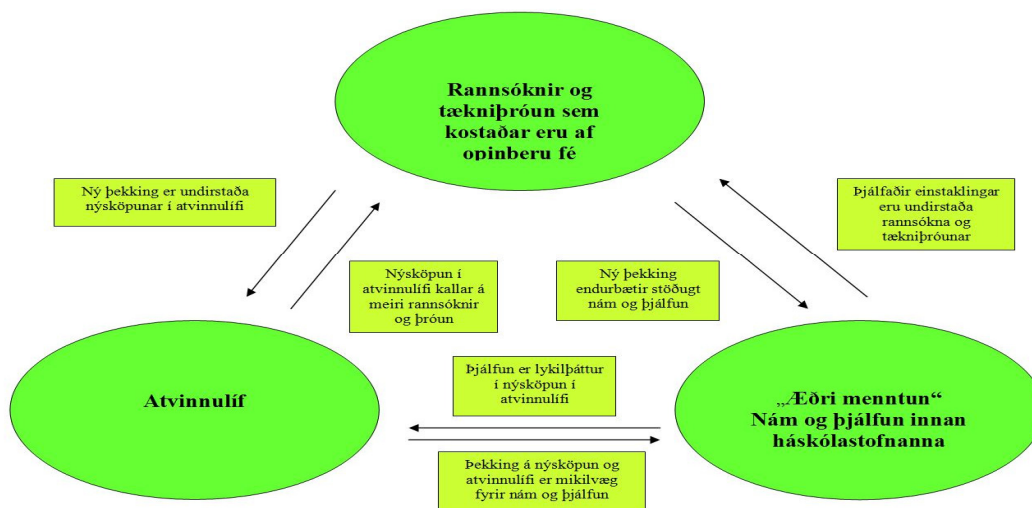 Rannsóknir og
tækniþróun sem
kostaðar eru af
opinberu fé
Ný þekking er undirstaða
nýsköpunar í atvinnulífi
Þjálfaðir einstaklingar
eru undirstaða
rannsókna og
tækniþróunar
Nýsköpun í
atvinnulífi kallar á
meiri rannsóknir
og þróun
Ný þekking
endurbætir stöðugt
nám og þjálfun
Atvinnulíf
Þjálfun er lykilþáttur
í nýsköpun í
atvinnulífi
„Æðri menntun“
Nám og þjálfun innan
háskólastofnanna
Þekking á nýsköpun og
atvinnulífi er mikilvæg
fyrir nám og þjálfun